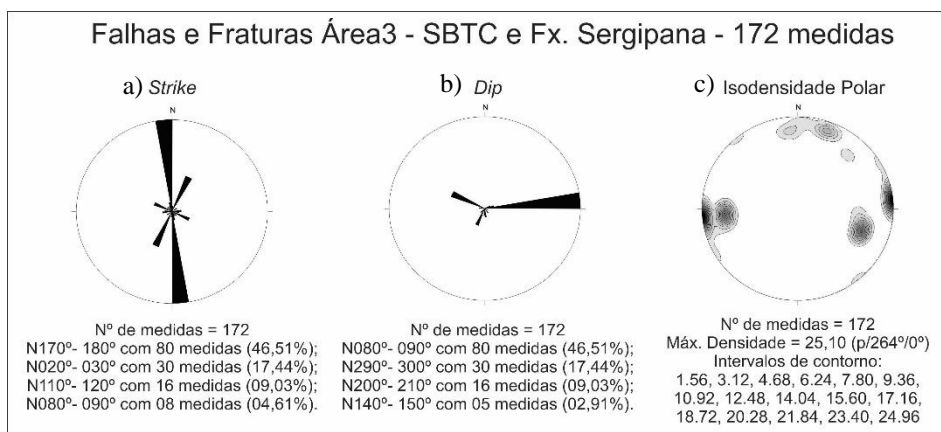 Falhas e Fraturas Área3 - SBTC e Fx. Sergipana - 172 medidas
a) Strike
N
Nº de medidas = 172
N170º- 180º com 80 medidas (46,51%);
N020º- 030º com 30 medidas (17,44%);
N110º- 120º com 16 medidas (09,03%);
N080º- 090º com 08 medidas (04,61%).
b) Dip
N
Nº de medidas = 172
N080º- 090º com 80 medidas (46,51%);
N290º- 300º com 30 medidas (17,44%);
N200º- 210º com 16 medidas (09,03%);
N140º- 150º com 05 medidas (02,91%).
c) Isodensidade Polar
N
Nº de medidas = 172
Máx. Densidade = 25,10 (p/264º/0º)
Intervalos de contorno:
1.56, 3.12, 4.68, 6.24, 7.80, 9.36,
10.92, 12.48, 14.04, 15.60, 17.16,
18.72, 20.28, 21.84, 23.40, 24.96